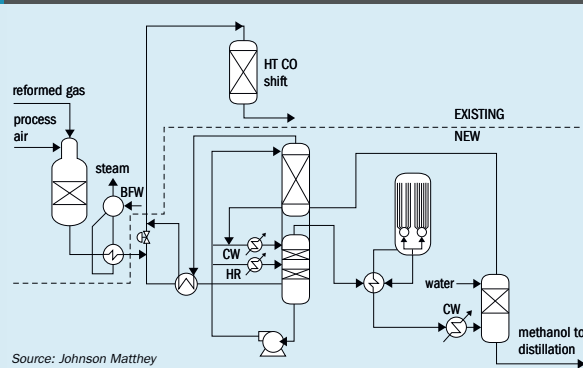 HT CO
shift
reformed gas
process
air
EXISTING
NEW
steam
BFW
CW
HR
water
CW
methanol to
distillation
Source: Johnson Matthey